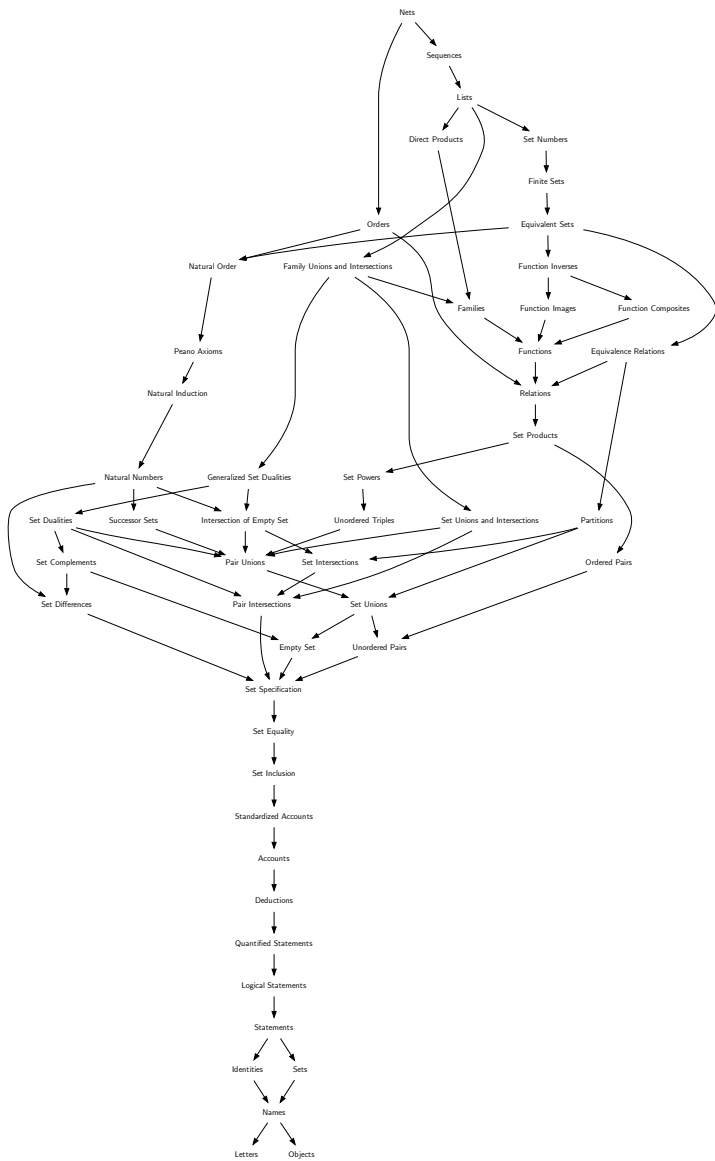 Nets
Sequences
Lists
Direct Products
Set Numbers
Finite Sets
Orders
Equivalent Sets
Natural Order
Family Unions and Intersections
Function Inverses
Families
Function Images
Function Composites
Peano Axioms
Functions
Equivalence Relations
Natural Induction
Relations
Set Products
Natural Numbers
Generalized Set Dualities
Set Powers
Set Dualities
Successor Sets
Intersection of Empty Set
Unordered Triples
Set Unions and Intersections
Partitions
Set Complements
Pair Unions
Set Intersections
Ordered Pairs
Set Differences
Pair Intersections
Set Unions
Empty Set
Unordered Pairs
Set Specification
Set Equality
Set Inclusion
Standardized Accounts
Accounts
Deductions
Quantified Statements
Logical Statements
Statements
Identities
Sets
Names
Letters
Objects